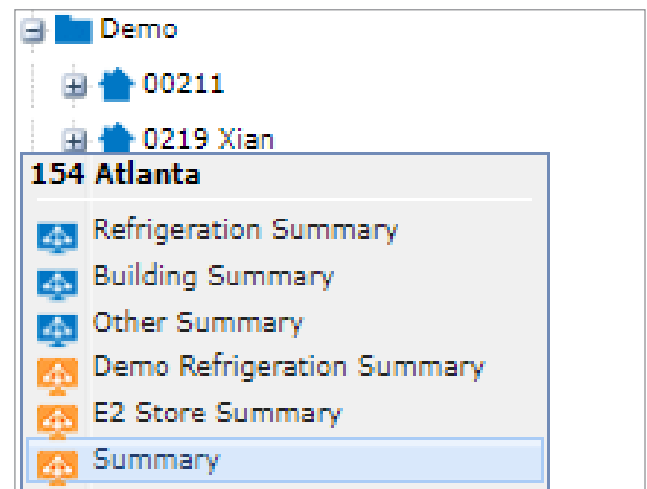 Demo
00211
0219 Xian
154 Atlanta
Refrigeration Summary
Building Summary
Other Summary
Demo Refrigeration Summary
E2 Store Summary
Summary